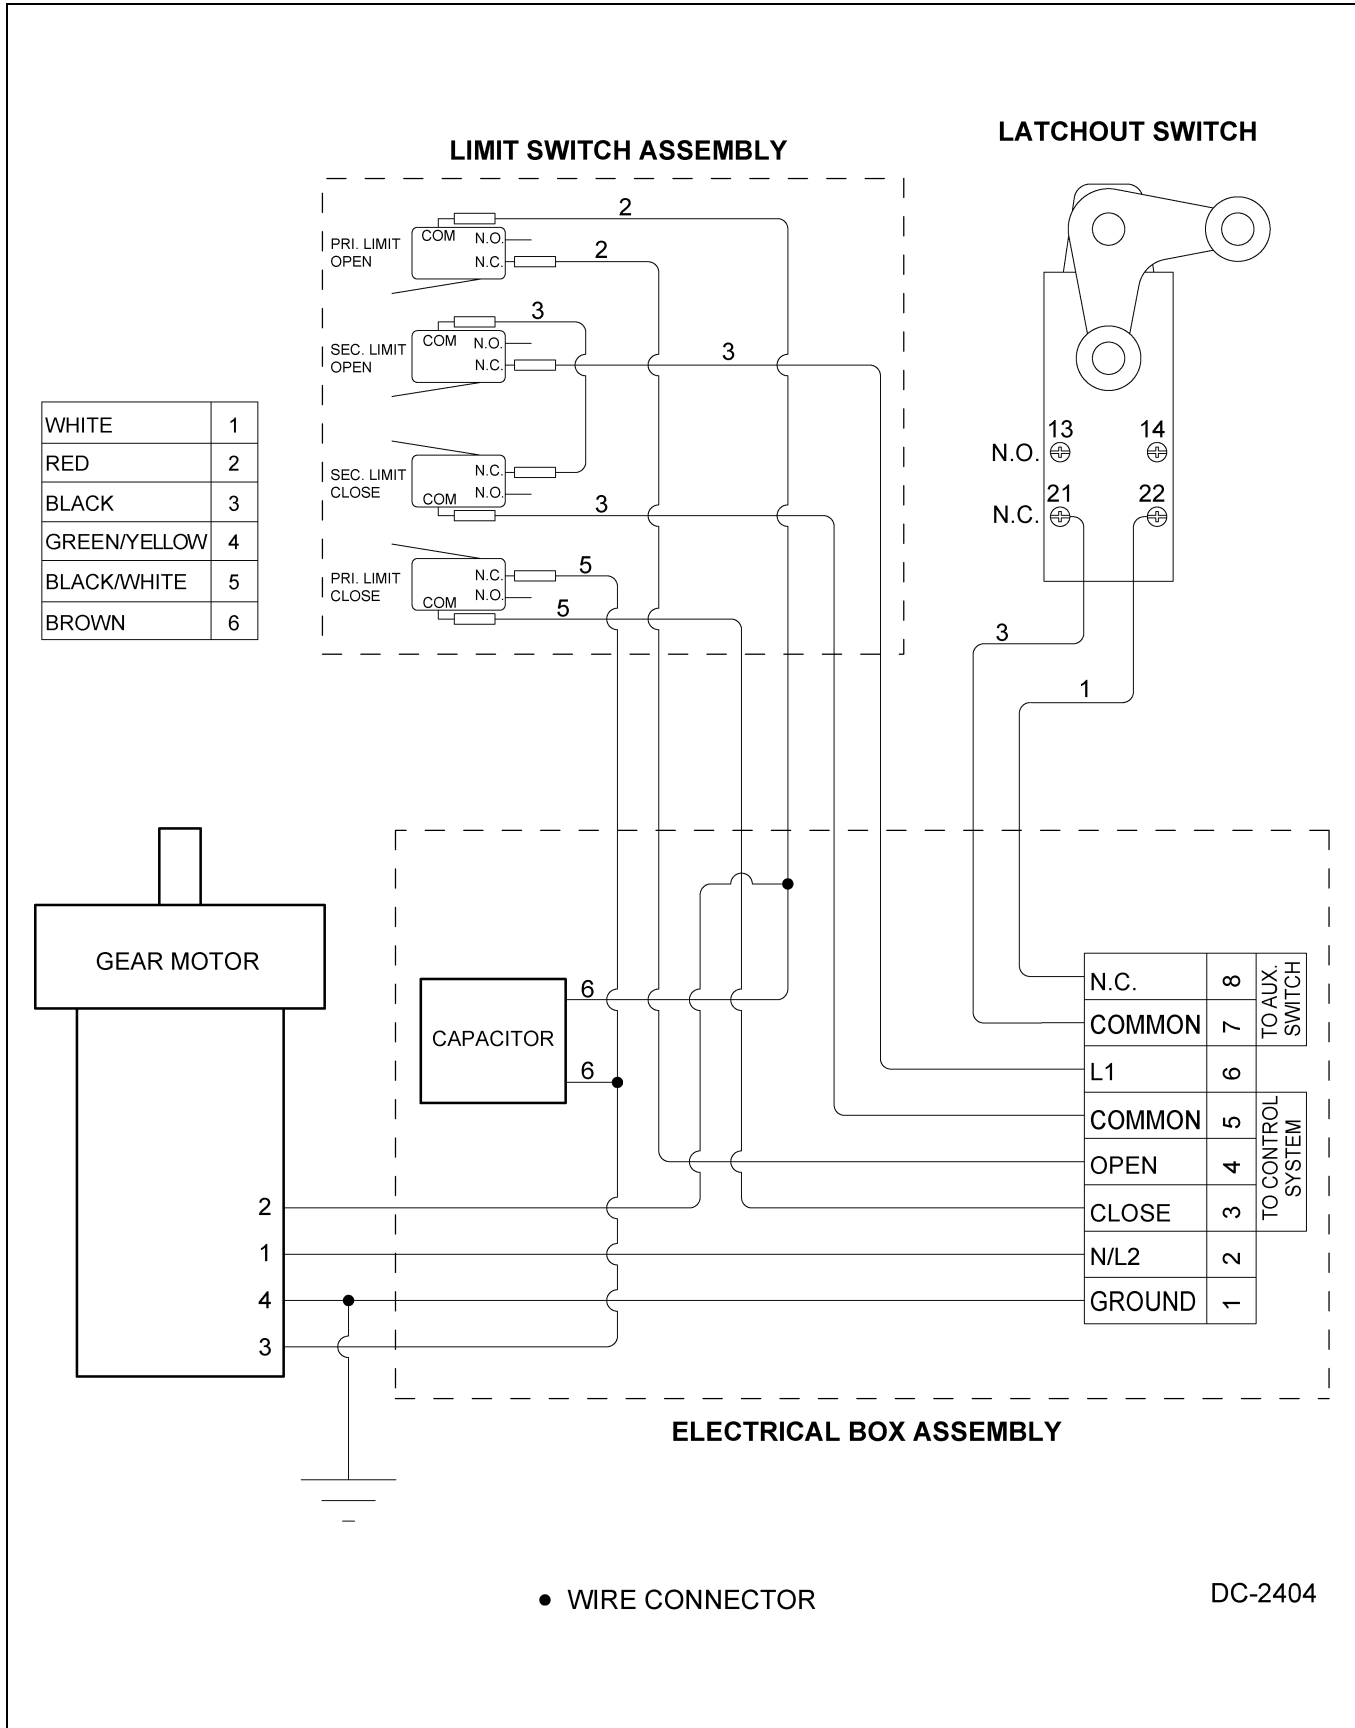 LATCHOUT SWITCH
LIMIT SWITCH ASSEMBLY
2
COM N.O.
PRI. LIMIT
OPEN
N.C. 2
3
COM N.O.
SEC. LIMIT
OPEN
N.C. 3
SEC. LIMIT
CLOSE
N.C.
COM N.O.
3
PRI. LIMIT
CLOSE
N.C. 5
N.O.
COM 5
WHITE 1
RED 2
BLACK 3
GREEN/YELLOW 4
BLACK/WHITE 5
BROWN 6
13 14
N.O.
21 22
N.C.
3
1
GEAR MOTOR
2
1
4
3
CAPACITOR
6
6
N.C. 8
COMMON 7
L1 6
COMMON 5
OPEN 4
CLOSE 3
N/L2 2
GROUND 1
TO AUX.
SWITCH
TO CONTROL
SYSTEM
ELECTRICAL BOX ASSEMBLY
WIRE CONNECTOR
DC-2404